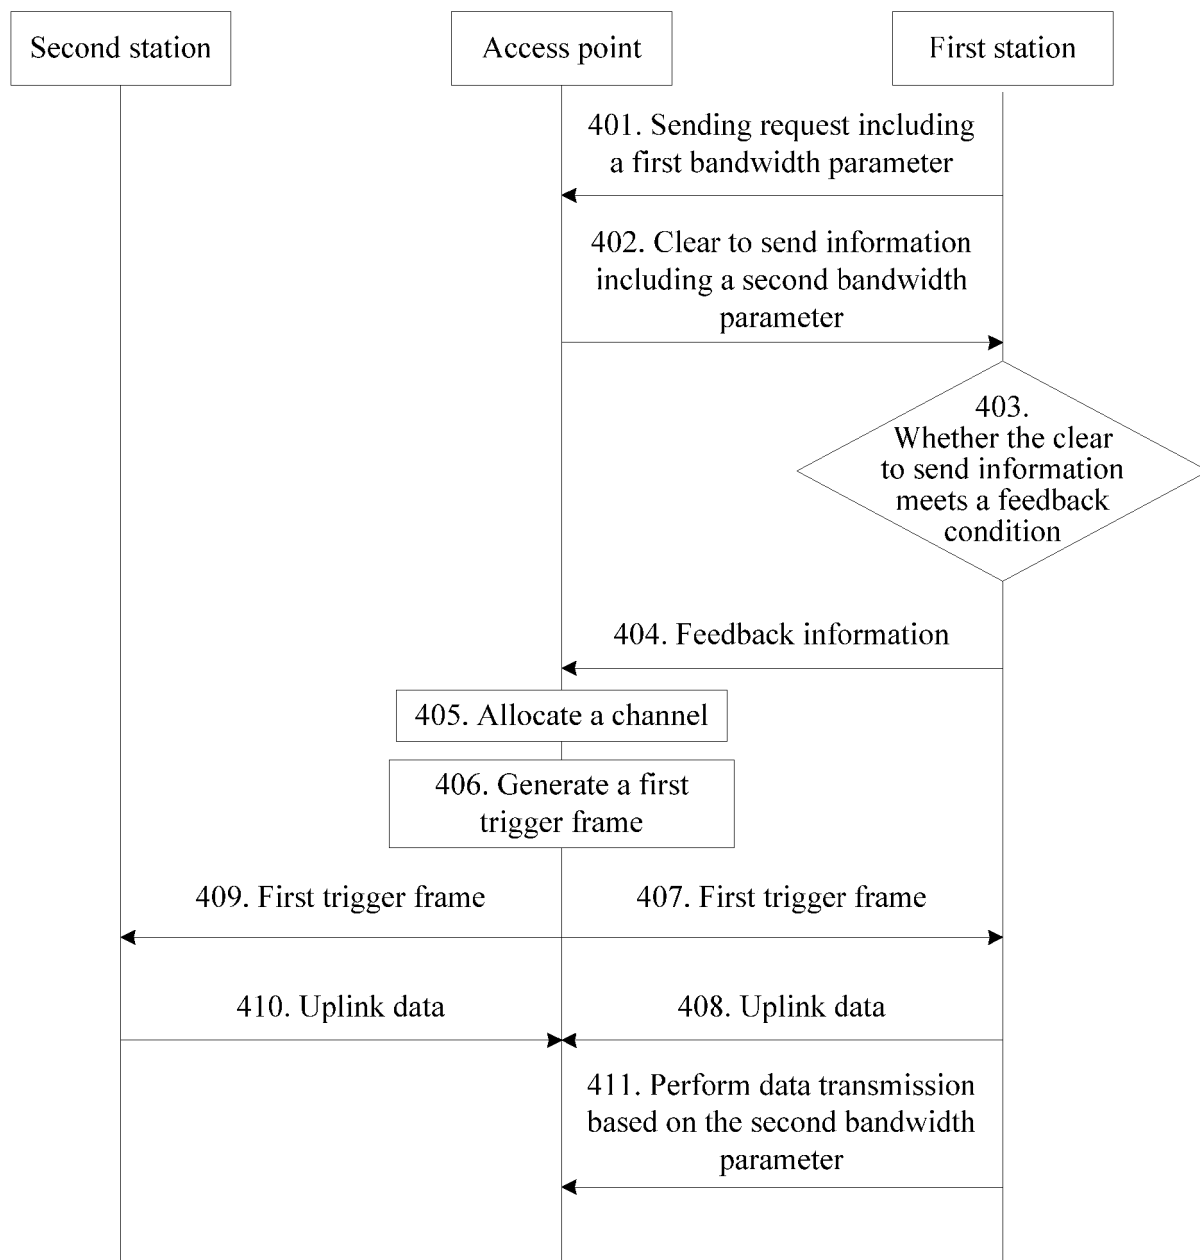 Second station
Access point
First station
401. Sending request including
a first bandwidth parameter
402. Clear to send information
including a second bandwidth
parameter
403.
Whether the clear
to send information
meets a feedback
condition
404. Feedback information
405. Allocate a channel
406. Generate a first
trigger frame
409. First trigger frame
407. First trigger frame
410. Uplink data
408. Uplink data
411. Perform data transmission
based on the second bandwidth
parameter